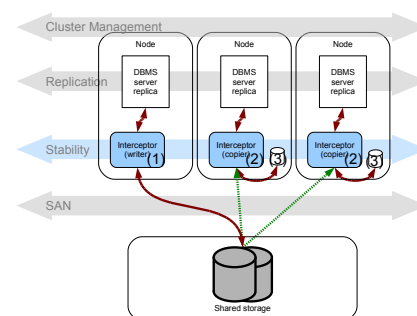 Cluster Management
Node
Node
Node
Replication
DBMS
server
replica
DBMS
server
replica
DBMS
server
replica
Stability
Interceptor
(writer)
(1)
Interceptor
(copier)
(2)
(3)
Interceptor
(copier)
(2)
(3)
SAN
Shared storage